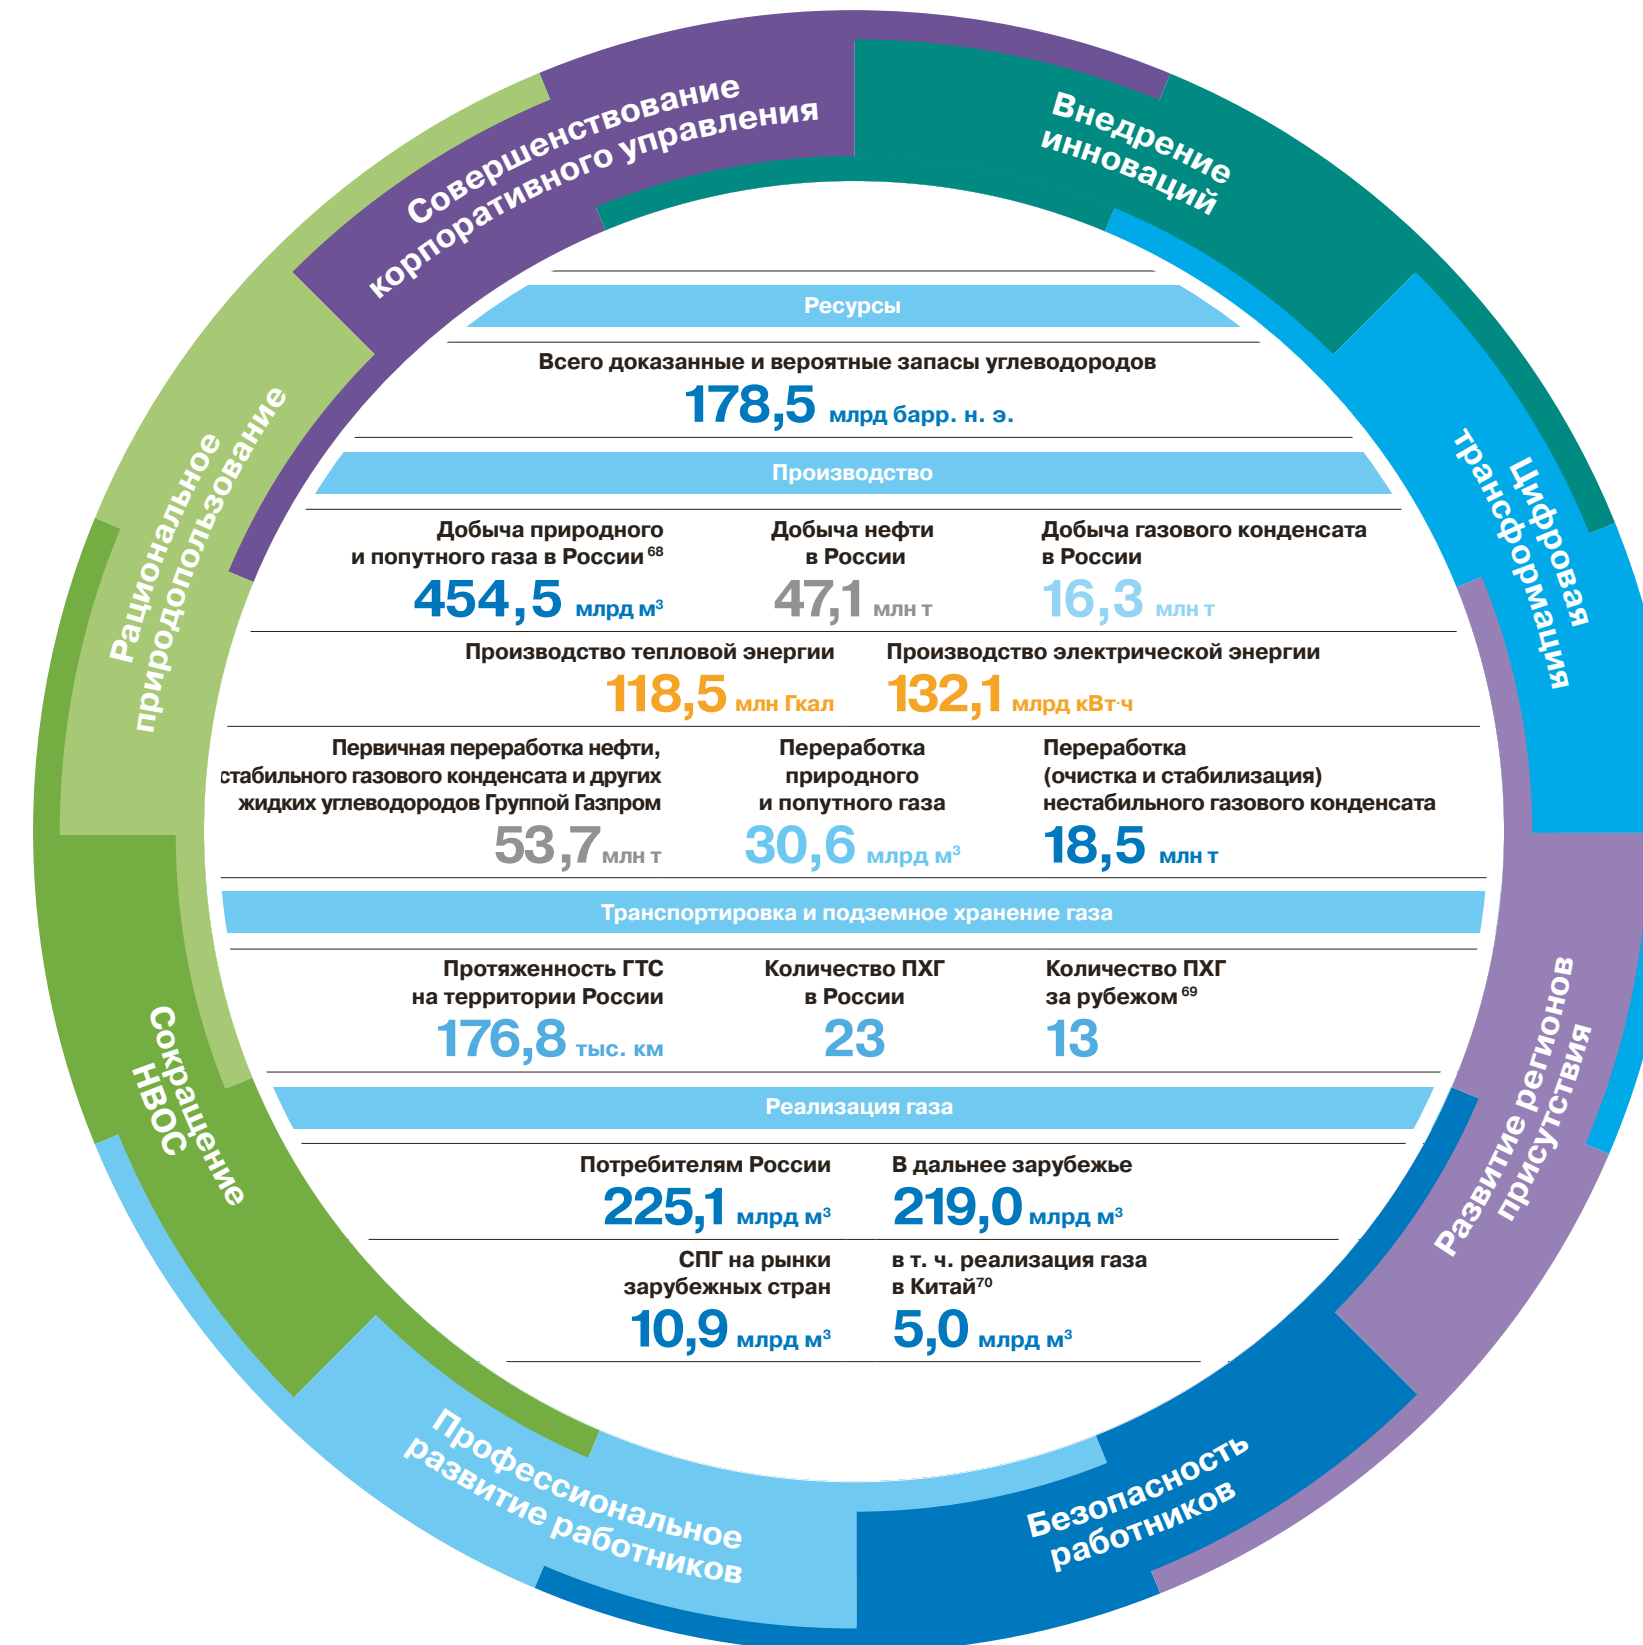 Совершенствование
корпоративного управления
Внедрение
инноваций
Цифровая
трансформация
Развитие регионов
присутствия
Безопасность
работников
Профессиональное
развитие работников
Сокращение
НВОС
Рациональное
природопользование
Ресурсы
Всего доказанные и вероятные запасы углеводородов
178,5 млрд барр. н. э.
Производство
Добыча природного
и попутного газа в России 68
454,5 млрд м³
Добыча нефти
в России
47,1 млн т
Добыча газового конденсата
в России
16,3 млн т
Производство тепловой энергии
118,5 млн Гкал
Производство электрической энергии
132,1 млрд кВт·ч
Первичная переработка нефти,
стабильного газового конденсата и других
жидких углеводородов Группой Газпром
53,7 млн т
Переработка
природного
и попутного газа
30,6 млрд м³
Переработка
(очистка и стабилизация)
нестабильного газового конденсата
18,5 млн т
Транспортировка и подземное хранение газа
Протяженность ГТС
на территории России
176,8 тыс. км
Количество ПХГ
в России
23
Количество ПХГ
за рубежом 69
13
Реализация газа
Потребителям России
225,1 млрд м³
В дальнее зарубежье
219,0 млрд м³
СПГ на рынки
зарубежных стран
10,9 млрд м³
в т. ч. реализация газа
в Китай70
5,0 млрд м³